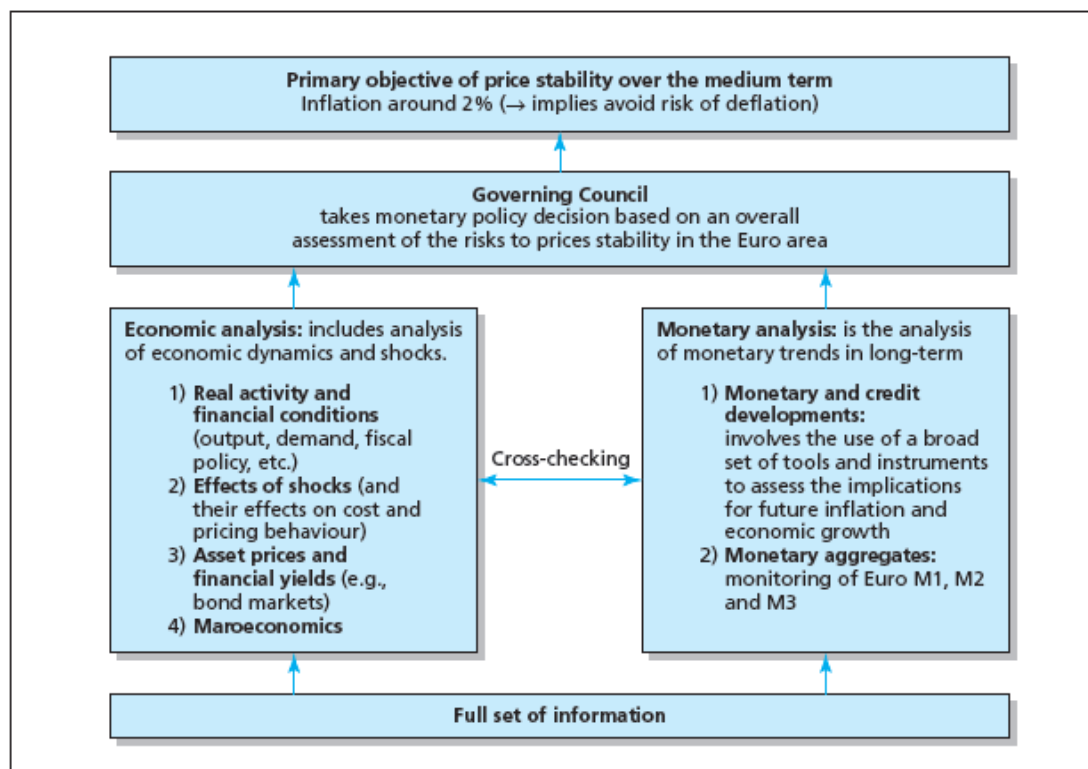 Primary objective of price stability over the medium term
Inflation around 2% (→ implies avoid risk of deflation)
Governing Council
takes monetary policy decision based on an overall
assessment of the risks to prices stability in the Euro area
Economic analysis: includes analysis
of economic dynamics and shocks.
1) Real activity and
financial conditions
(output, demand, fiscal
policy, etc.)
2) Effects of shocks (and
their effects on cost and
pricing behaviour)
3) Asset prices and
financial yields (e.g.,
bond markets)
4) Maroeconomics
Cross-checking
Monetary analysis: is the analysis
of monetary trends in long-term
1) Monetary and credit
developments:
involves the use of a broad
set of tools and instruments
to assess the implications
for future inflation and
economic growth
2) Monetary aggregates:
monitoring of Euro M1, M2
and M3
Full set of information